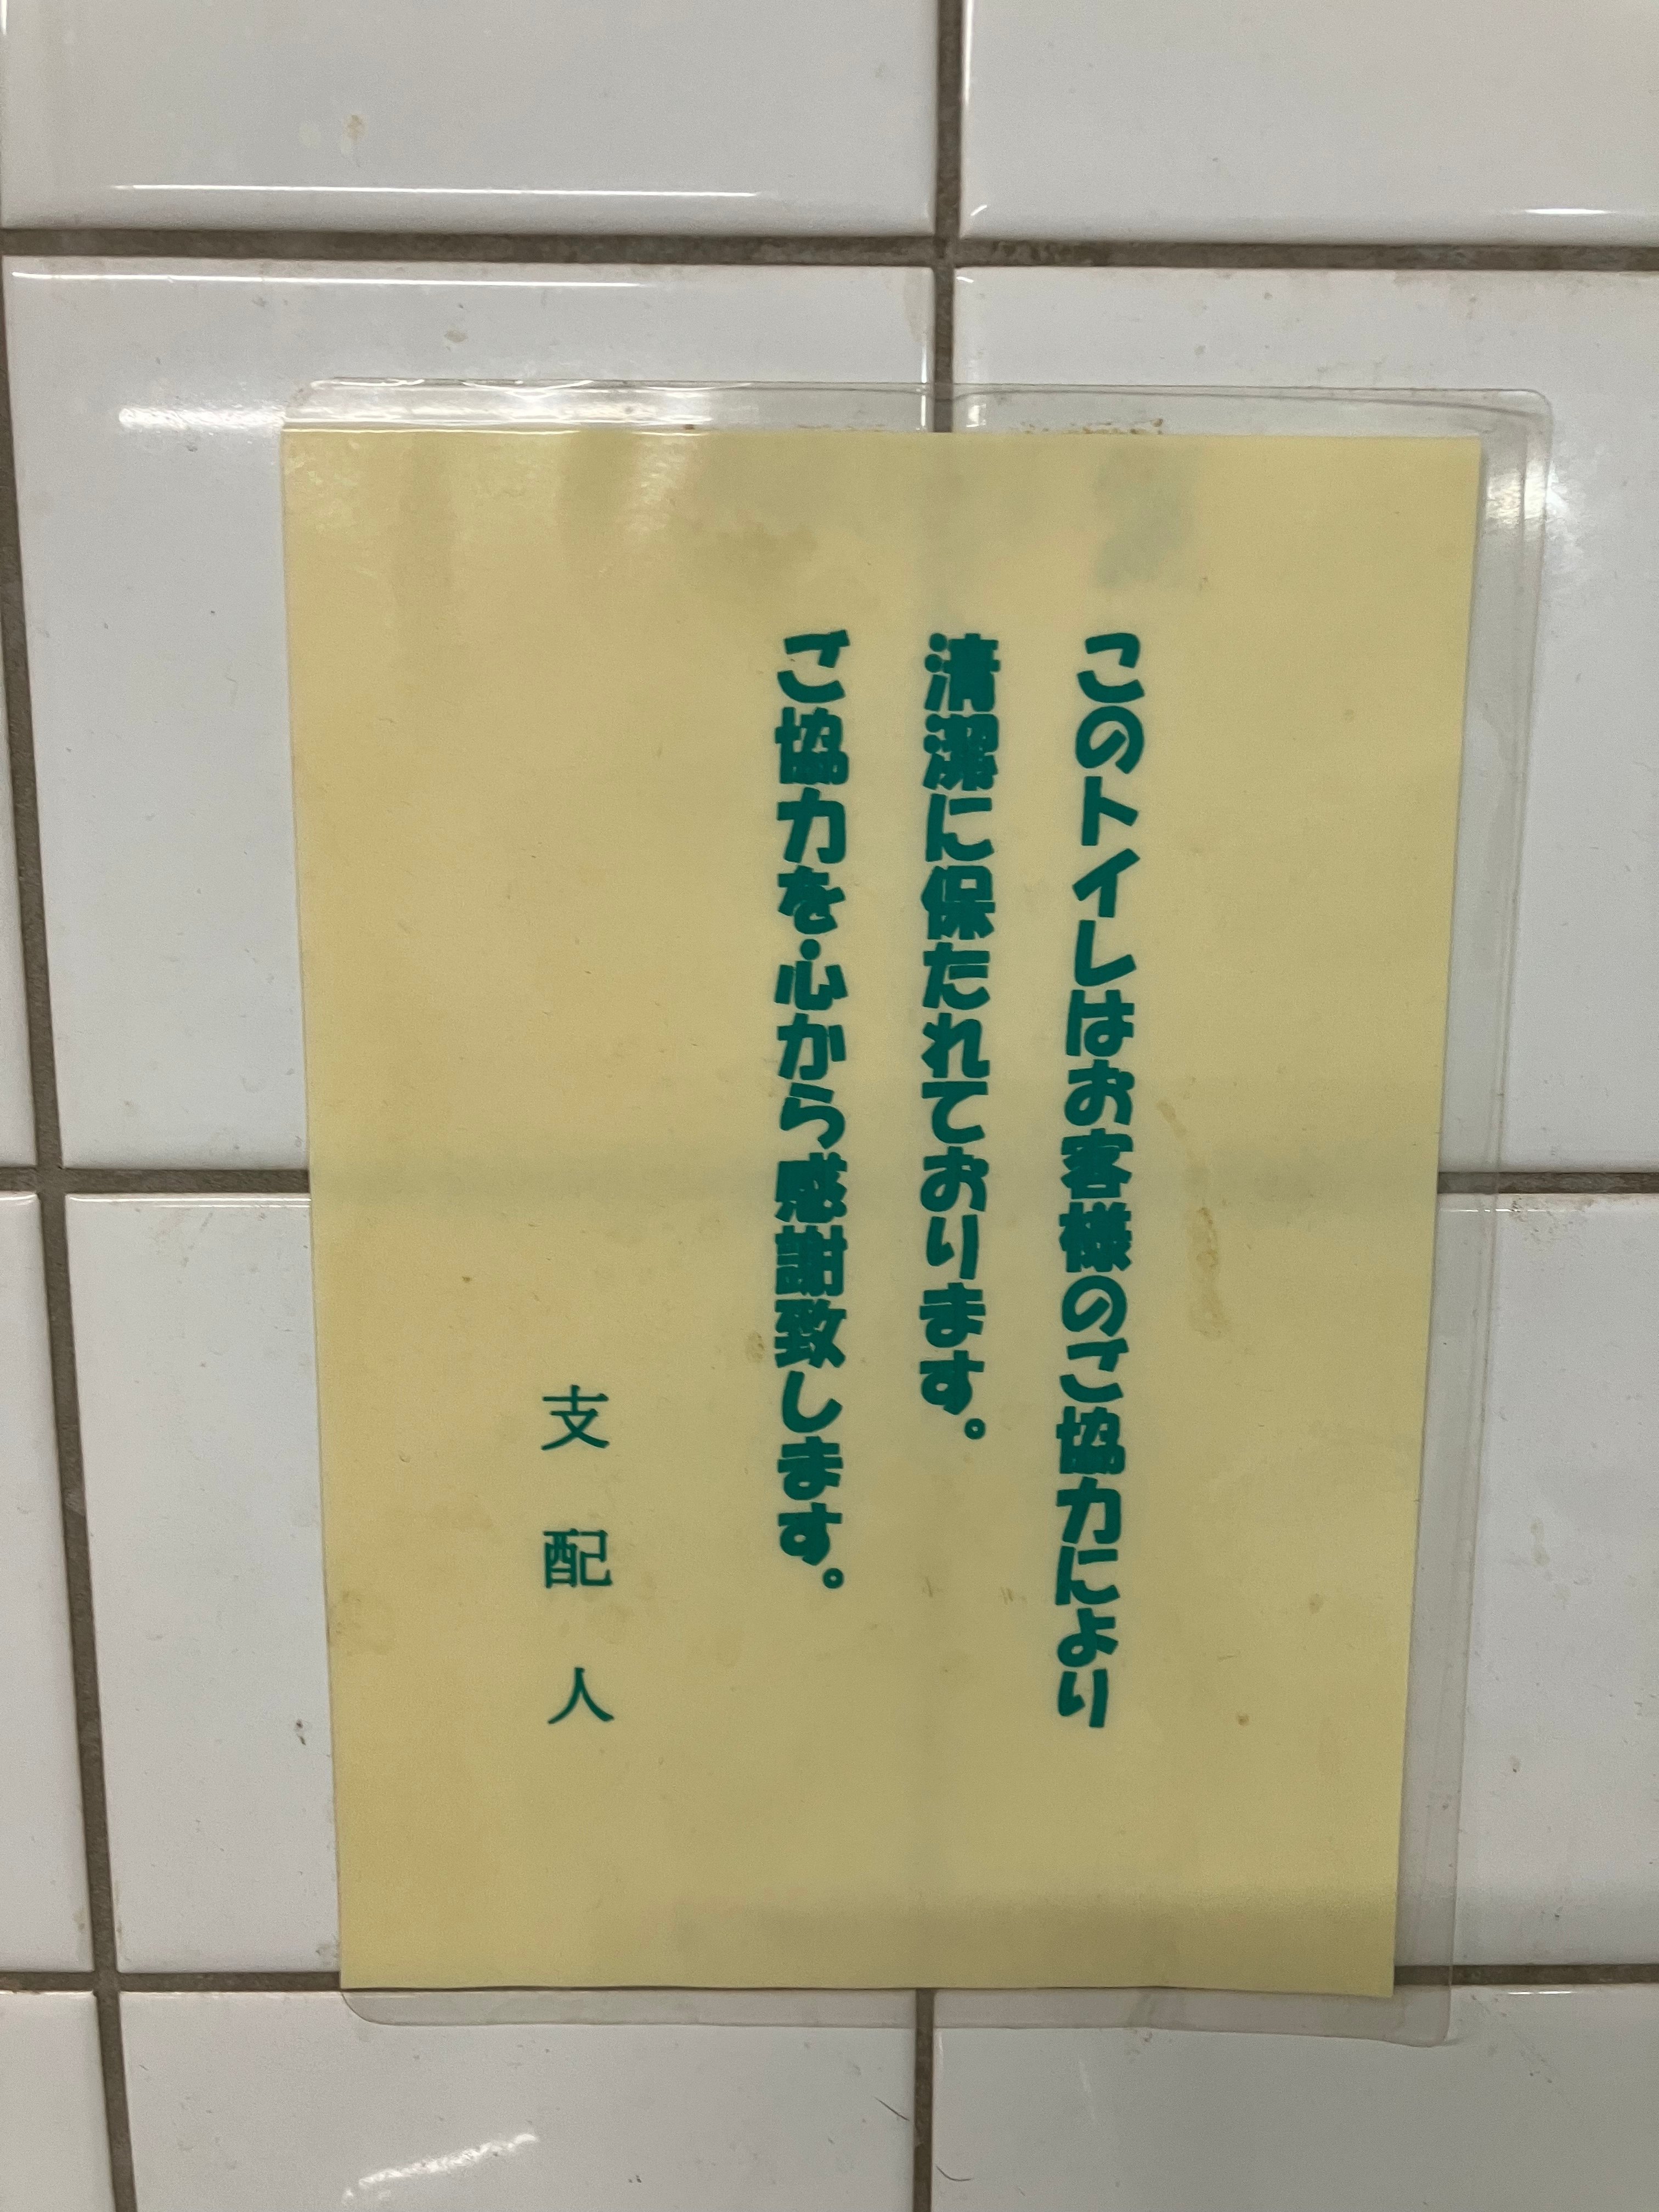 このトイレはお客様のご協力により
清潔に保たれております。
ご協力を心から感謝致します。
支配人